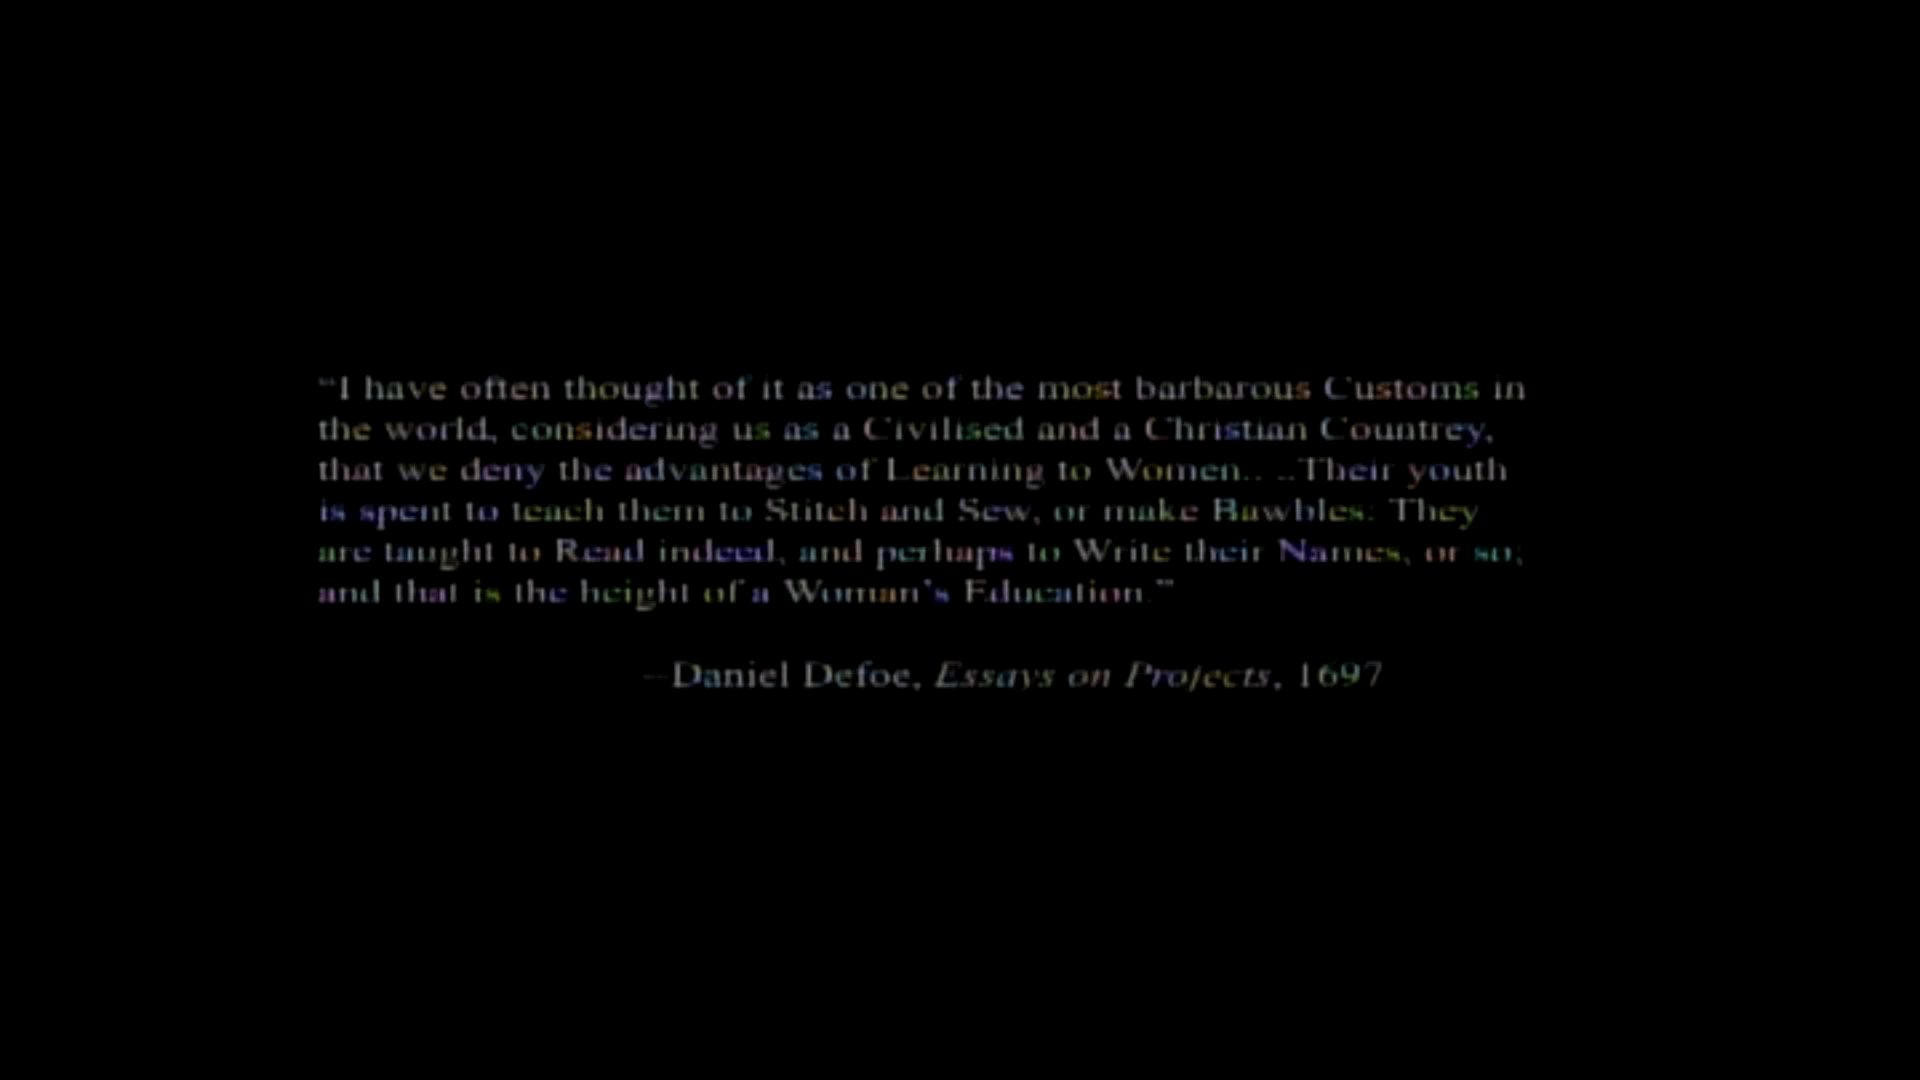 “I have often thought of it as one of the most barbarous Customs in
the world, considering us as a Civilised and a Christian Countrey,
that we deny the advantages of Learning to Women.. ..Their youth
is spent to teach them to Stitch and Sew, or make Bawbles: They
are taught to Read indeed, and perhaps to Write their Names, or so;
and that is the height of a Woman's Education.”
–Daniel Defoe, Essays on Projects, 1697